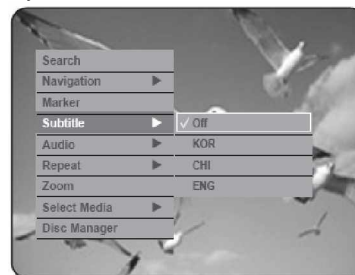 Search
Navigation
Marker
Subtitle
Off
Audio
KOR
Repeat
CHI
Zoom
ENG
Select Media
Disc Manager